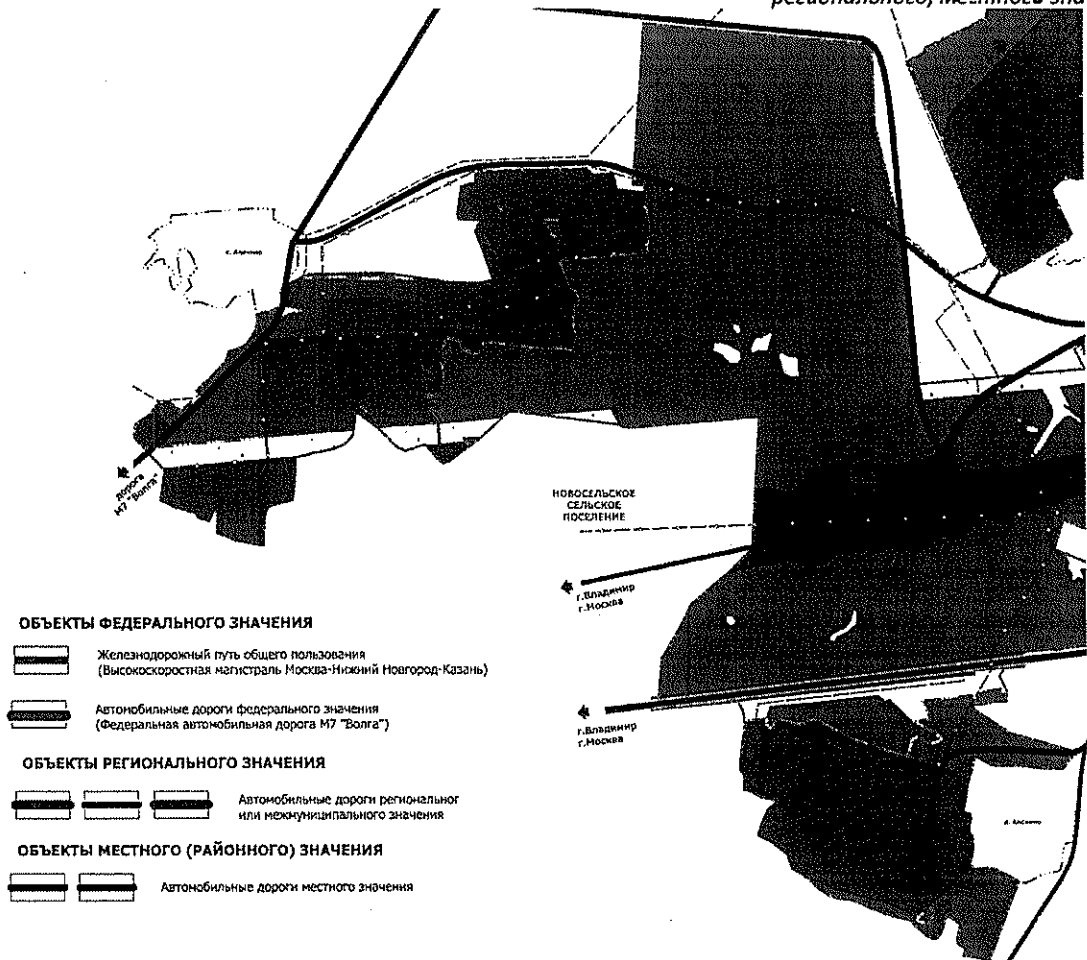 регионального, местного зна
дорога
М7 "Волга"
НОВОСЕЛЬСКОЕ
СЕЛЬСКОЕ
ПОСЕЛЕНИЕ
г.Владимир
г.Москва
г.Владимир
г.Москва
ОБЪЕКТЫ ФЕДЕРАЛЬНОГО ЗНАЧЕНИЯ
Железнодорожный путь общего пользования
(Высокоскоростная магистраль Москва-Нижний Новгород-Казань)
Автомобильные дороги федерального значения
(Федеральная автомобильная дорога М7 "Волга")
ОБЪЕКТЫ РЕГИОНАЛЬНОГО ЗНАЧЕНИЯ
Автомобильные дороги региональног
или межмуниципального значения
ОБЪЕКТЫ МЕСТНОГО (РАЙОННОГО) ЗНАЧЕНИЯ
Автомобильные дороги местного значения